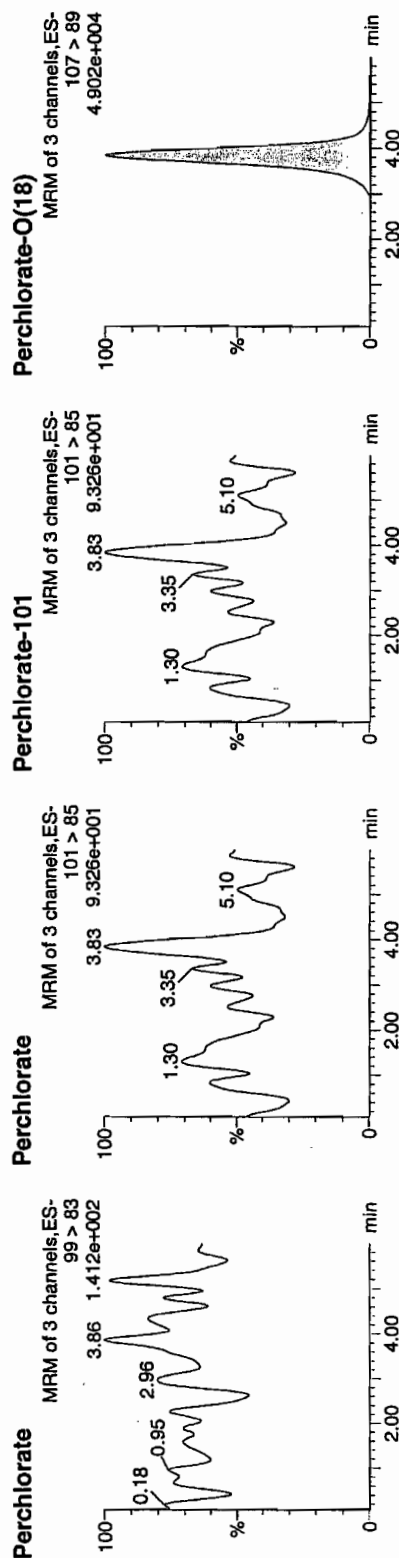 Perchlorate
MRM of 3 channels,ES-
99 > 83
1.412e+002
3.86
2.96
0.95
0.18
100
%
0
2.00
4.00
min
Perchlorate
MRM of 3 channels,ES-
101 > 85
9.326e+001
3.83
3.35
1.30
5.10
100
%
0
2.00
4.00
min
Perchlorate-101
MRM of 3 channels,ES-
101 > 85
9.326e+001
3.83
3.35
1.30
5.10
100
%
0
2.00
4.00
min
Perchlorate-O(18)
MRM of 3 channels,ES-
107 > 89
4.902e+004
100
%
0
2.00
4.00
min